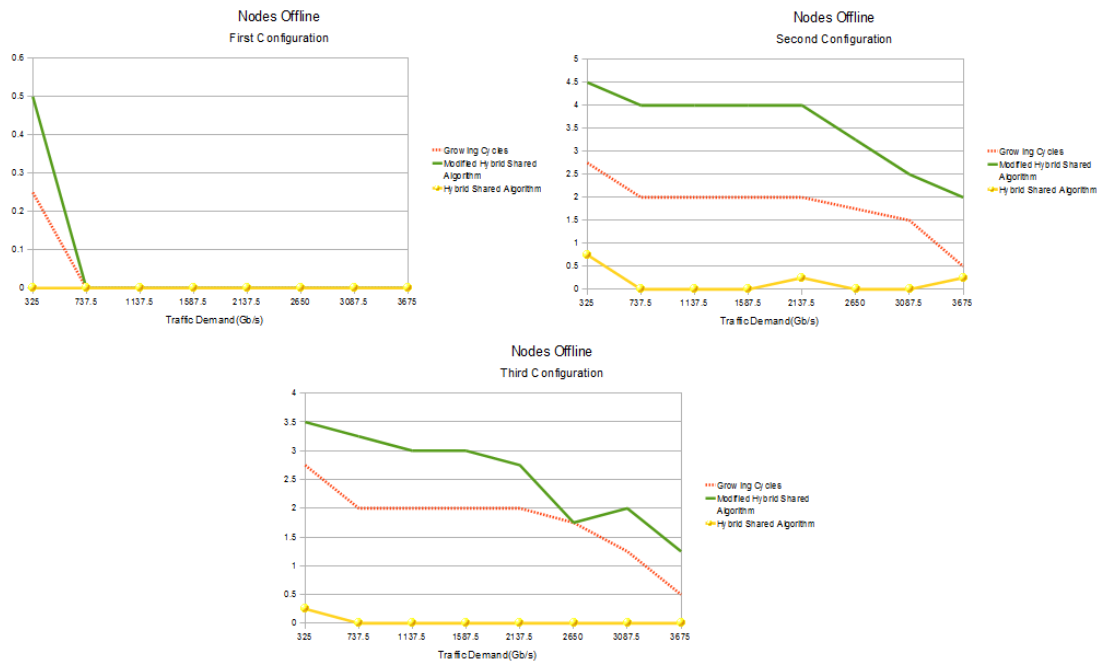 Nodes Offline
First Configuration
0.6
0.5
0.4
0.3
0.2
0.1
0
325 737.5 1137.5 1587.5 2137.5 2650 3087.5 3675
Traffic Demand(Gb/s)
Growing Cycles
Modified Hybrid Shared
Algorithm
Hybrid Shared Algorithm
Nodes Offline
Second Configuration
5
4.5
4
3.5
3
2.5
2
1.5
1
0.5
0
325 737.5 1137.5 1587.5 2137.5 2650 3087.5 3675
Traffic Demand(Gb/s)
Growing Cycles
Modified Hybrid Shared
Algorithm
Hybrid Shared Algorithm
Nodes Offline
Third Configuration
4
3.5
3
2.5
2
1.5
1
0.5
0
325 737.5 1137.5 1587.5 2137.5 2650 3087.5 3675
Traffic Demand(Gb/s)
Growing Cycles
Modified Hybrid Shared
Algorithm
Hybrid Shared Algorithm